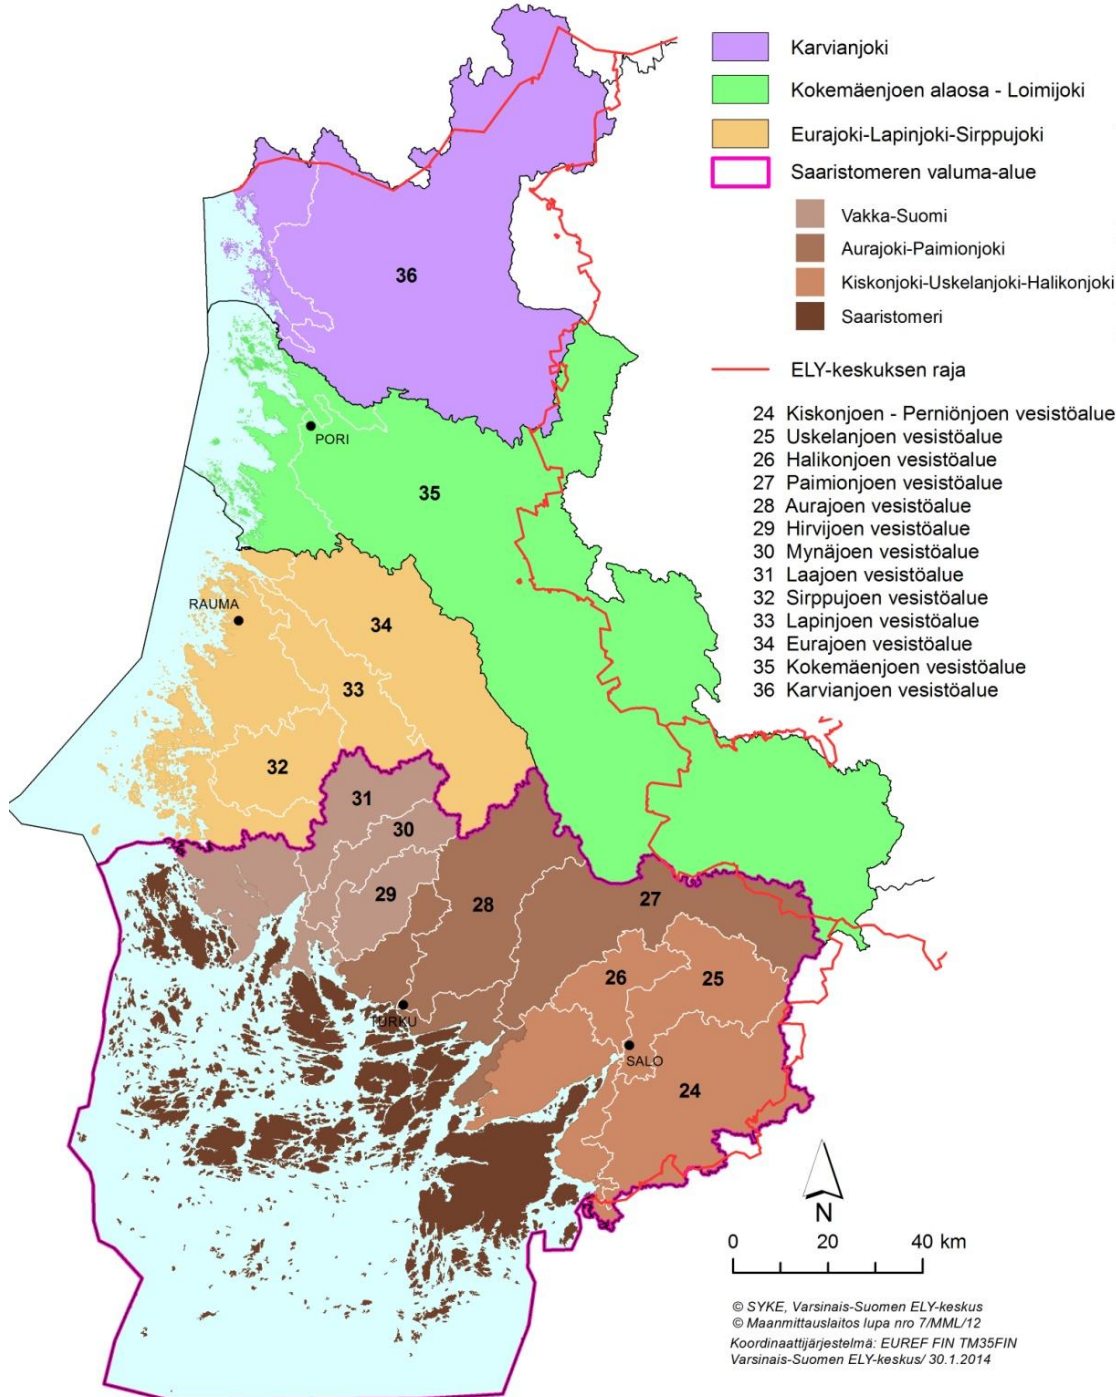 Karvianjoki
Kokemäenjoen alaosa - Loimijoki
Eurajoki-Lapinjoki-Sirppujoki
Saaristomeren valuma-alue
Vakka-Suomi
Aurajoki-Paimionjoki
Kiskonjoki-Uskelanjoki-Halikonjoki
Saaristomeri
ELY-keskuksen raja
24 Kiskonjoen - Perniönjoen vesistöalue
25 Uskelanjoen vesistöalue
26 Halikonjoen vesistöalue
27 Paimionjoen vesistöalue
28 Aurajoen vesistöalue
29 Hirvijoen vesistöalue
30 Mynäjoen vesistöalue
31 Laajoen vesistöalue
32 Sirppujoen vesistöalue
33 Lapinjoen vesistöalue
34 Eurajoen vesistöalue
35 Kokemäenjoen vesistöalue
36 Karvianjoen vesistöalue
36
PORI
35
RAUMA
34
33
32
31
30
29
28
27
26
25
TURKU
SALO
24
N
0 20 40 km
© SYKE, Varsinais-Suomen ELY-keskus
© Maanmittauslaitos lupa nro 7/MML/12
Koordinaattijärjestelmä: EUREF FIN TM35FIN
Varsinais-Suomen ELY-keskus/ 30.1.2014